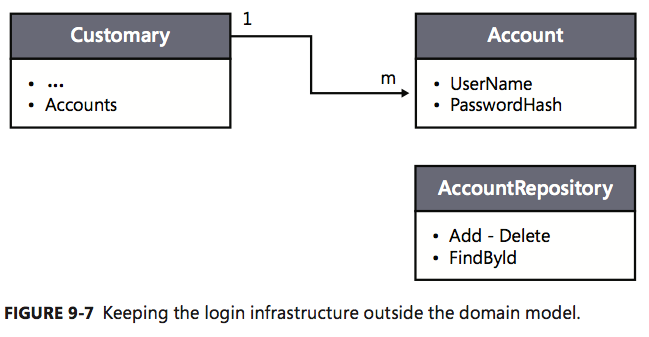 Customary
• ...
• Accounts
1
m
Account
• UserName
• PasswordHash
AccountRepository
• Add - Delete
• FindById
FIGURE 9-7 Keeping the login infrastructure outside the domain model.